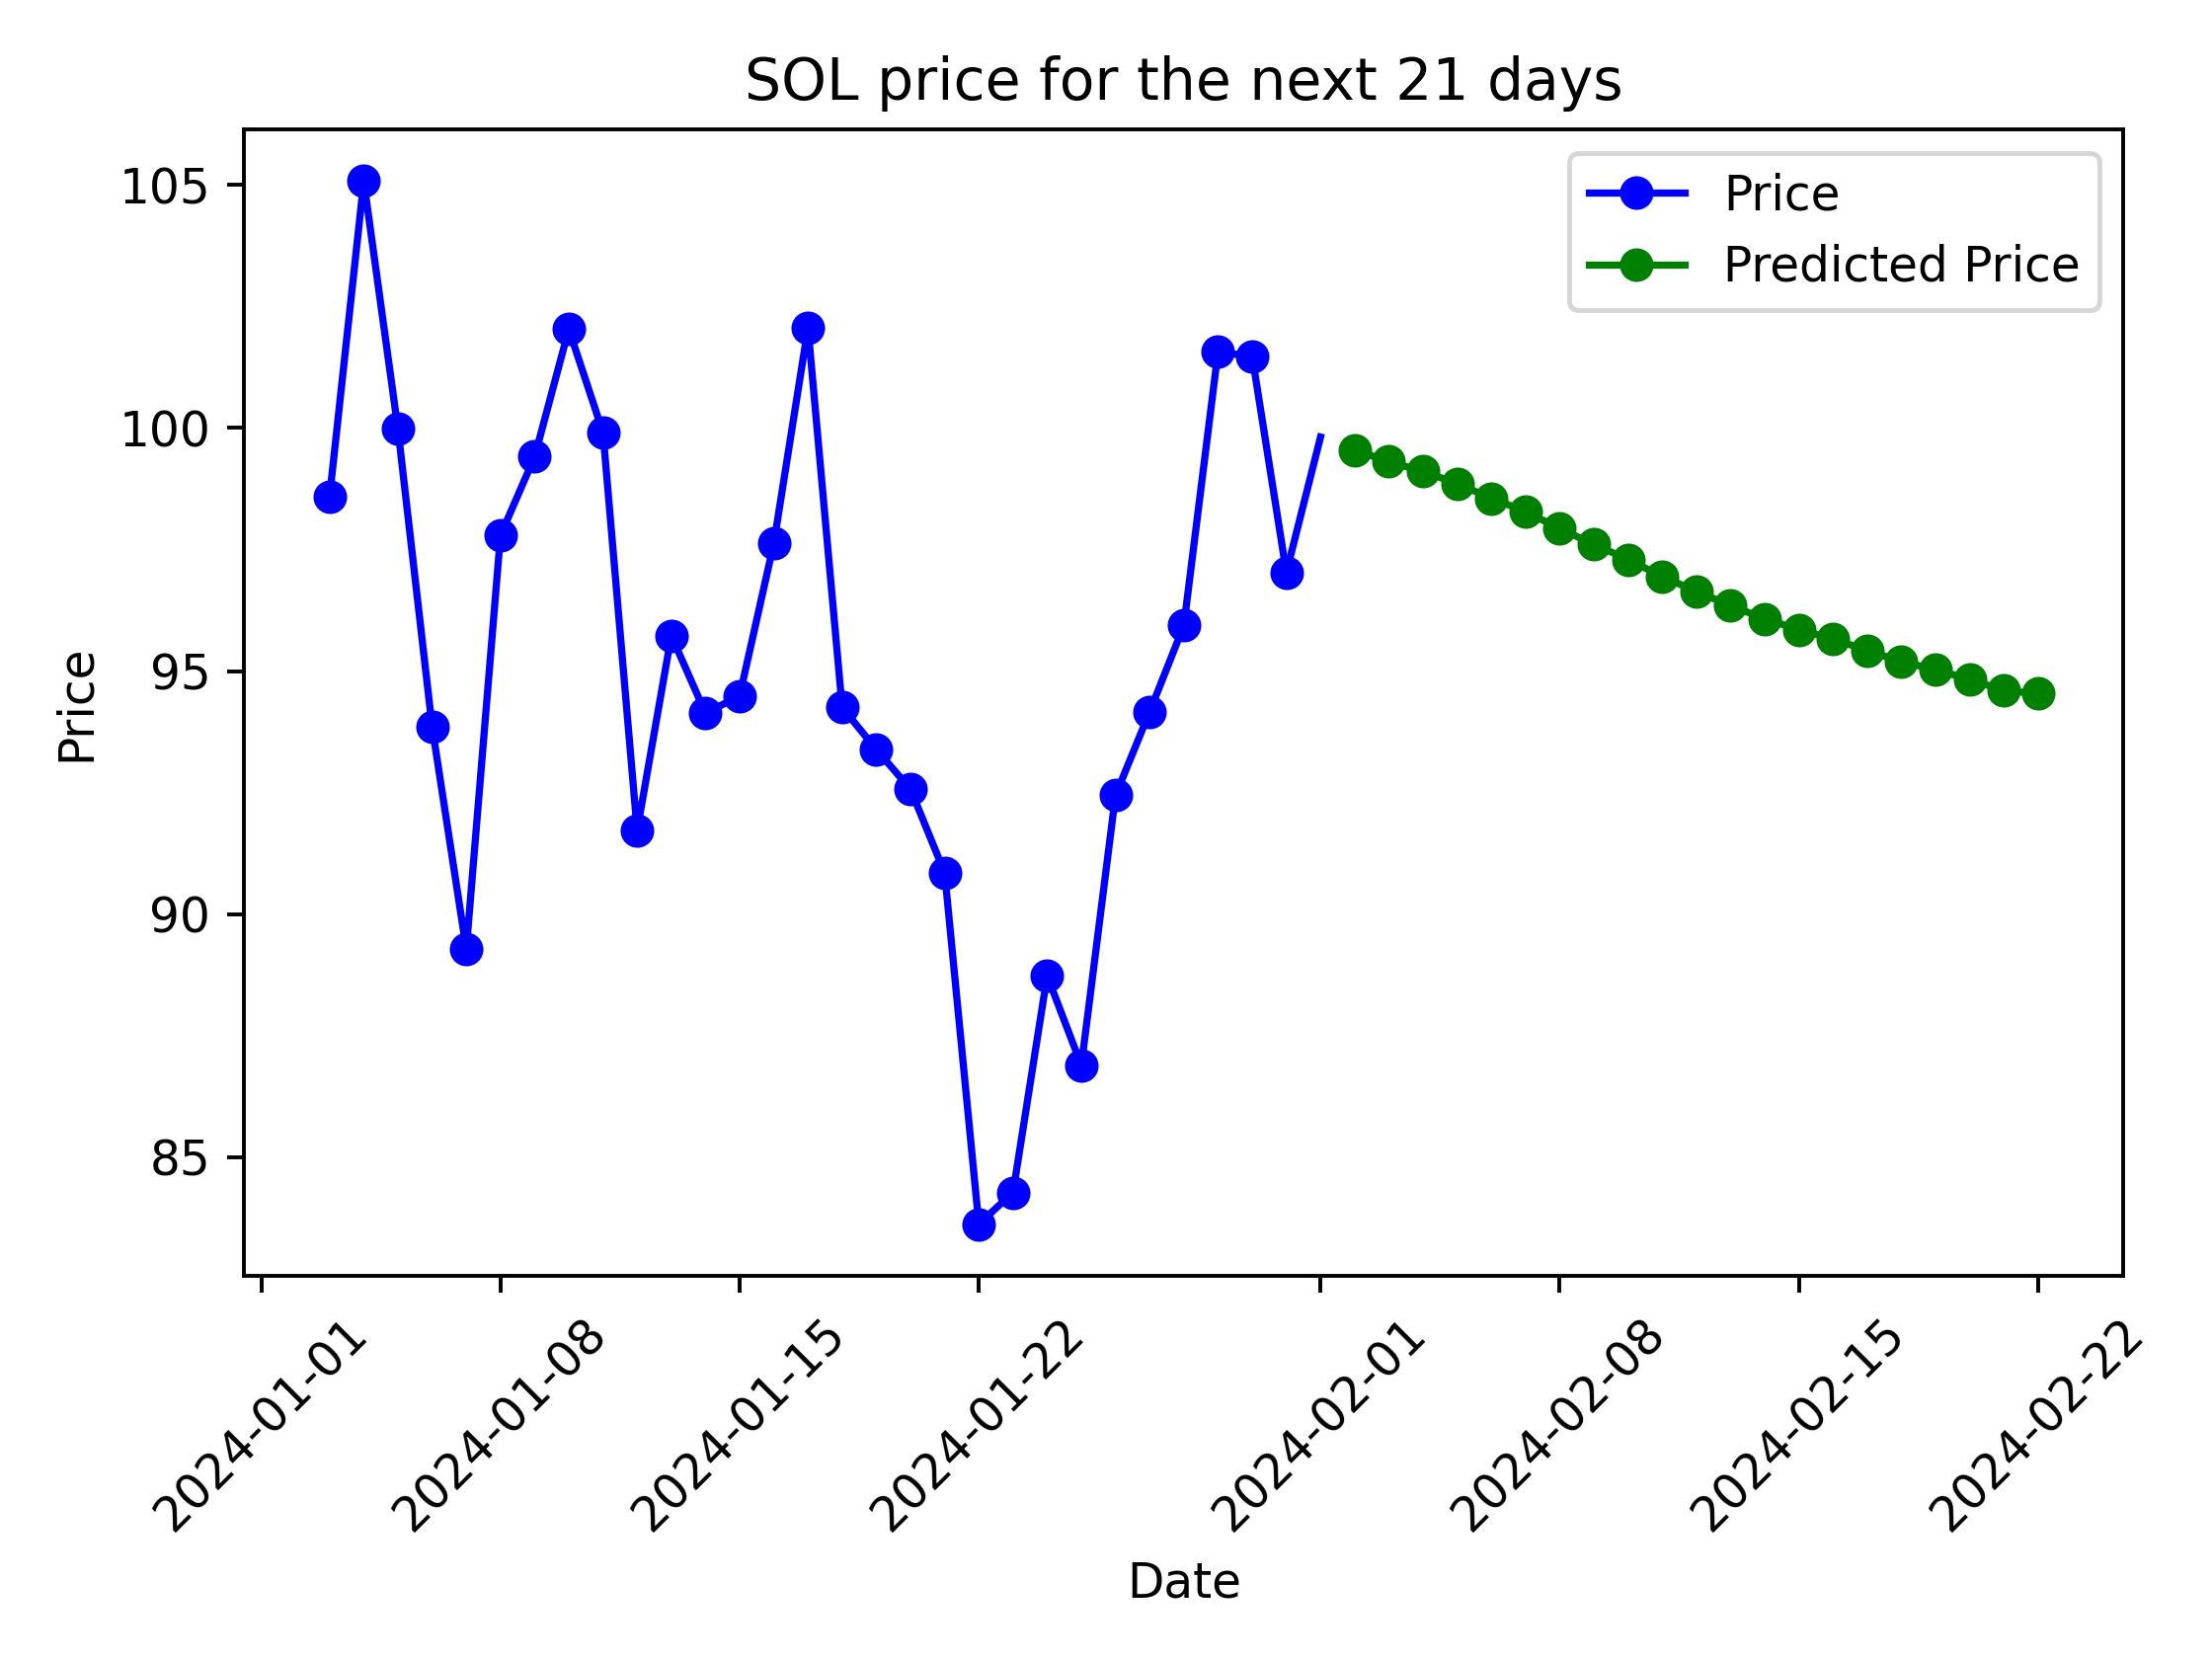 SOL price for the next 21 days
Price
Predicted Price
105
100
95
90
85
Price
2024-01-01
2024-01-08
2024-01-15
2024-01-22
2024-02-01
2024-02-08
2024-02-15
2024-02-22
Date